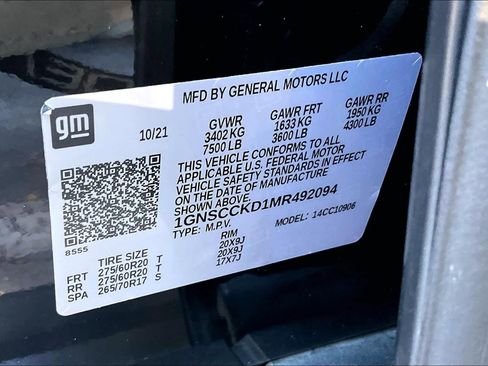 MFD BY GENERAL MOTORS LLC
gm
10/21
GVWR
3402 KG
7500 LB
GAWR FRT
1633 KG
3600 LB
GAWR RR
1950 KG
4300 LB
THIS VEHICLE CONFORMS TO ALL
APPLICABLE U.S. FEDERAL MOTOR
VEHICLE SAFETY STANDARDS IN EFFECT
ON THE DATE OF MANUFACTURE
SHOWN ABOVE.
1GNSCCKD1MR492094
TYPE: M.P.V. MODEL: 14CC10906
8555
TIRE SIZE RIM
FRT 275/60R20 T 20X9J
RR 275/60R20 T 20X9J
SPA 265/70R17 S 17X7J